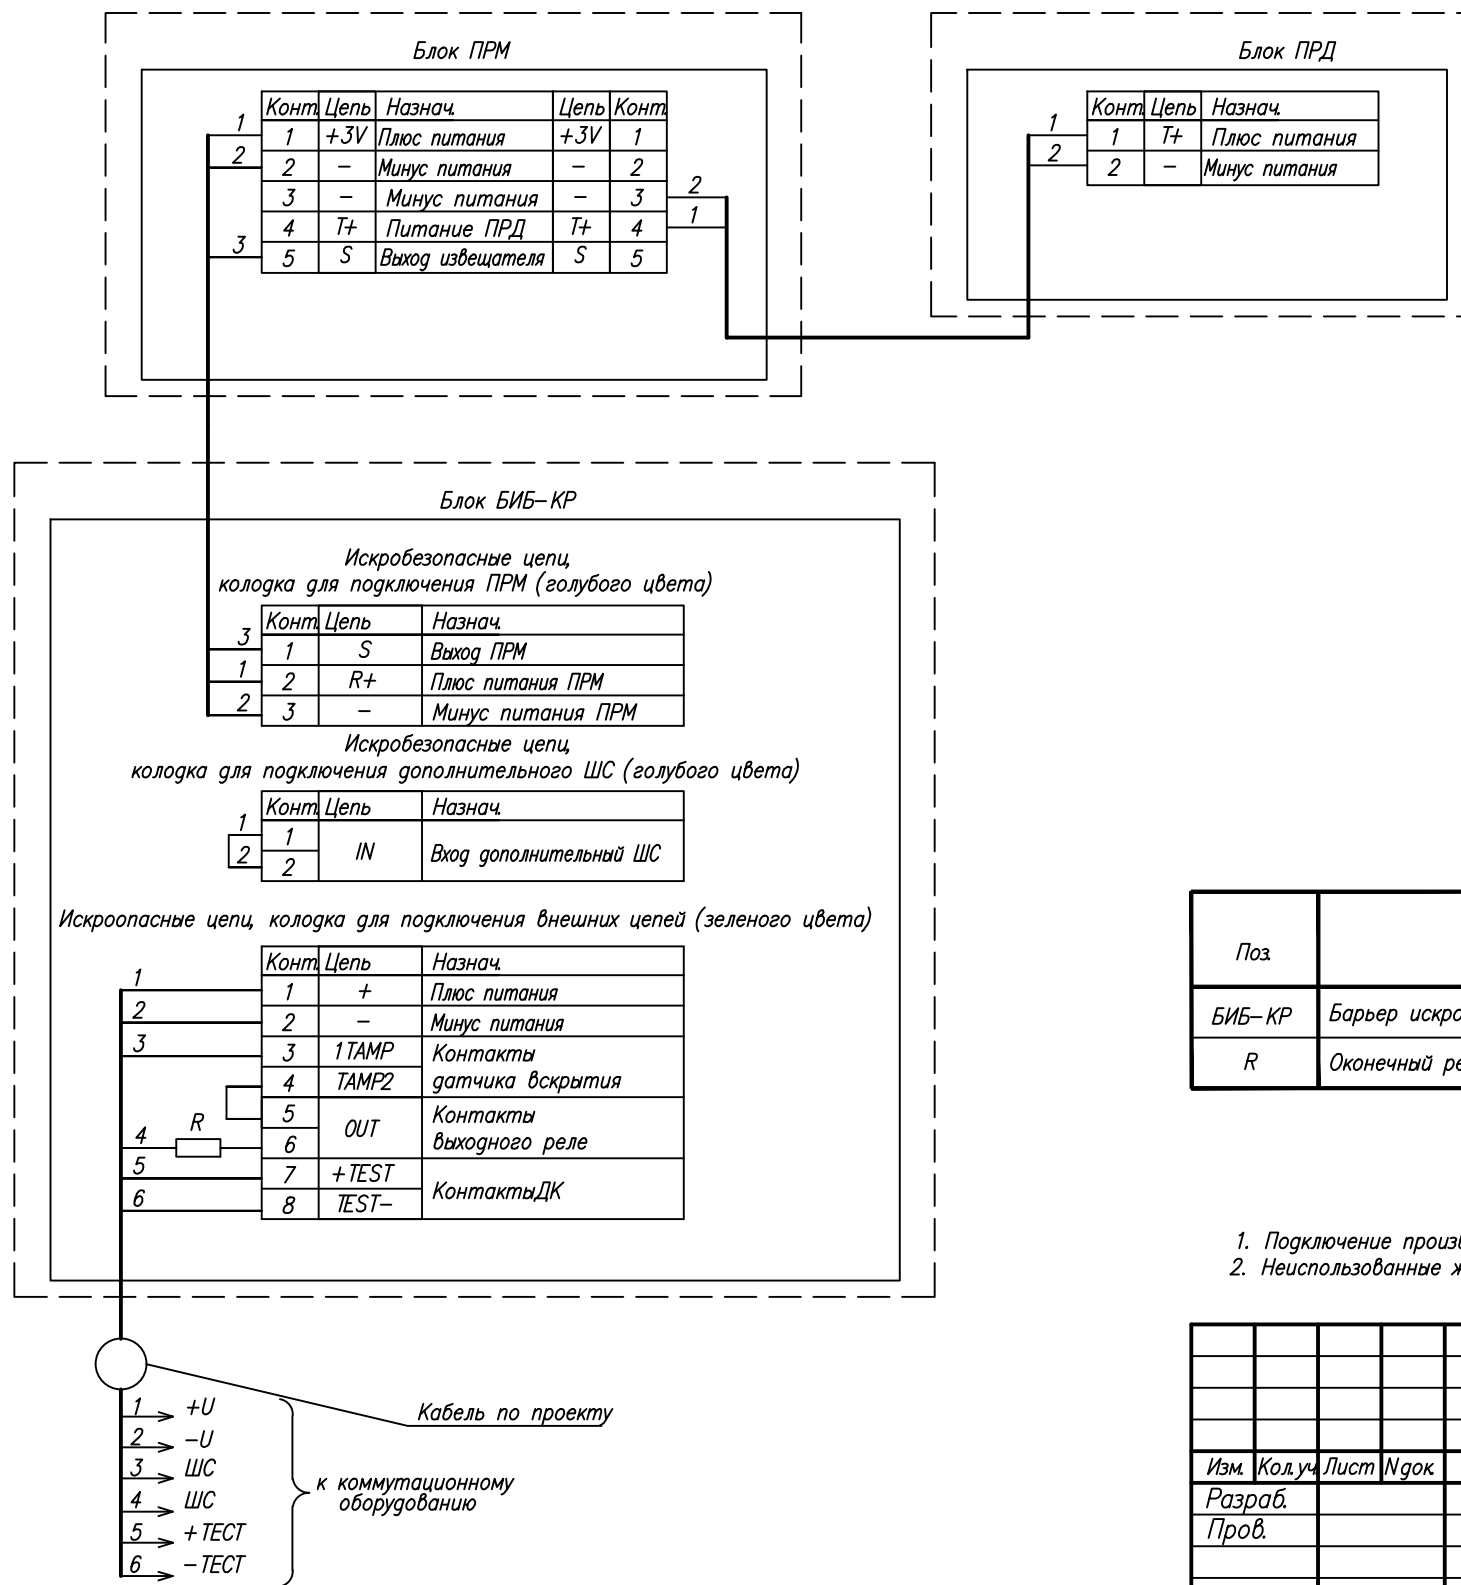 Блок ПРМ
Конт. Цепь Назнач. Цепь Конт.
1 1 +3V Плюс питания +3V 1
2 2 – Минус питания – 2
3 – Минус питания – 3 2
4 T+ Питание ПРД T+ 4 1
3 5 S Выход извещателя S 5
Блок ПРД
Конт. Цепь Назнач.
1 1 T+ Плюс питания
2 2 – Минус питания
Блок БИБ–КР
Искробезопасные цепи,
колодка для подключения ПРМ (голубого цвета)
Конт. Цепь Назнач.
3 1 S Выход ПРМ
1 2 R+ Плюс питания ПРМ
2 3 – Минус питания ПРМ
Искробезопасные цепи,
колодка для подключения дополнительного ШС (голубого цвета)
Конт. Цепь Назнач.
1 1
IN Вход дополнительный ШС
2 2
Искроопасные цепи, колодка для подключения внешних цепей (зеленого цвета)
Конт. Цепь Назнач.
1 1 + Плюс питания
2 2 – Минус питания
3 3 1TAMP Контакты
4 TAMP2 датчика вскрытия
5 Контакты
OUT
4 R 6 выходного реле
5 7 +TEST
КонтактыДК
6 8 TEST–
Кабель по проекту
1 +U
2 –U
3 ШС
4 ШС
5 +ТЕСТ
6 –ТЕСТ
к коммутационному
оборудованию
Поз.
БИБ–КР Барьер искро
R Оконечный ре
1. Подключение произв
2. Неиспользованные ж
Изм. Кол.уч Лист Nдок.
Разраб.
Пров.